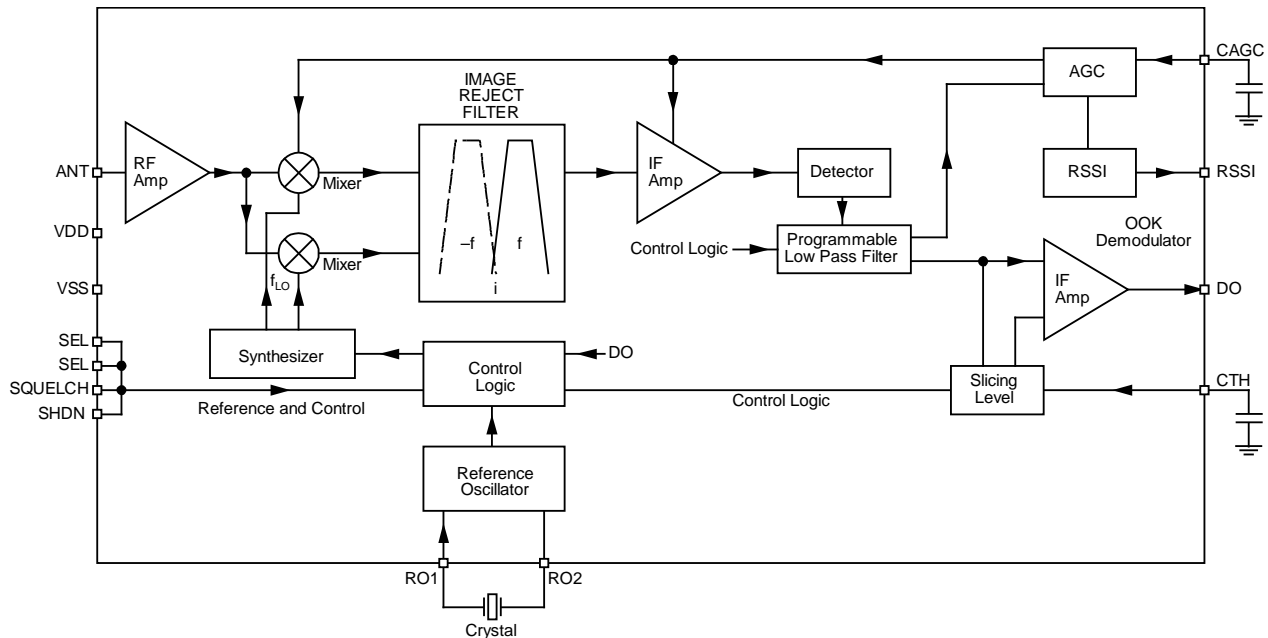 CAGC
AGC
IMAGE
REJECT
FILTER
ANT
RF
Amp
Mixer
IF
Amp
Detector
RSSI
RSSI
VDD
–f
f
i
Mixer
Control Logic
Programmable
Low Pass Filter
OOK
Demodulator
IF
Amp
DO
VSS
fLO
SEL
SEL
SQUELCH
SHDN
Synthesizer
DO
Control
Logic
Reference and Control
Control Logic
Slicing
Level
CTH
Reference
Oscillator
RO1
RO2
Crystal